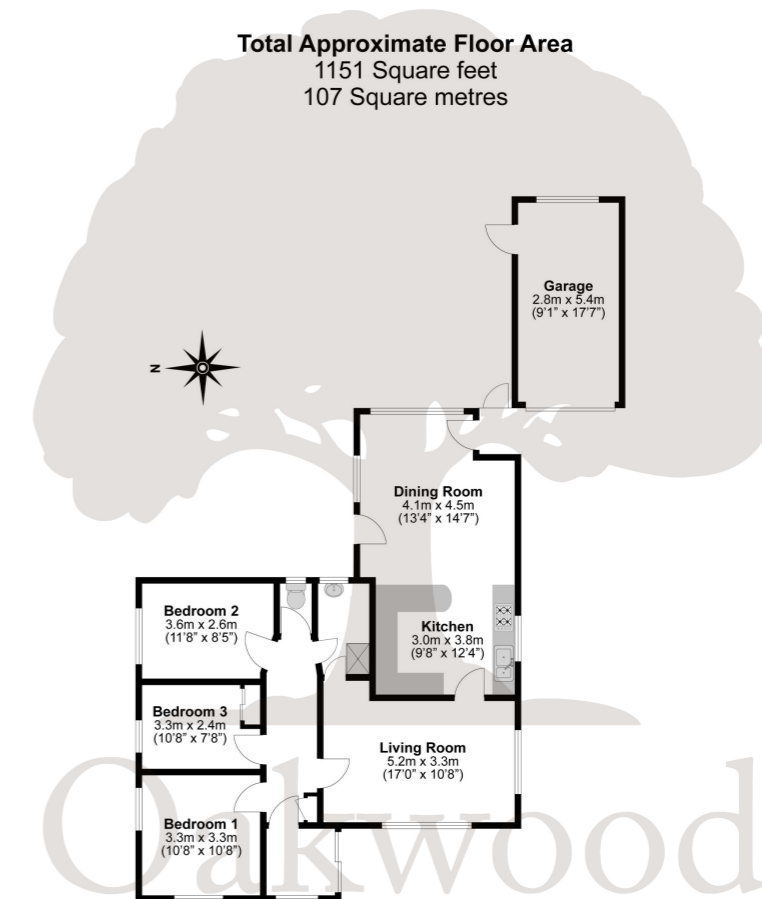 Total Approximate Floor Area
1151 Square feet
107 Square metres
Garage
2.8m x 5.4m
(9'1" x 17'7")
N
Dining Room
4.1m x 4.5m
(13'4" x 14'7")
Kitchen
3.0m x 3.8m
(9'8" x 12'4")
Bedroom 2
3.6m x 2.6m
(11'8" x 8'5")
Bedroom 3
3.3m x 2.4m
(10'8" x 7'8")
Living Room
5.2m x 3.3m
(17'0" x 10'8")
Bedroom 1
3.3m x 3.3m
(10'8" x 10'8")
Oakwood